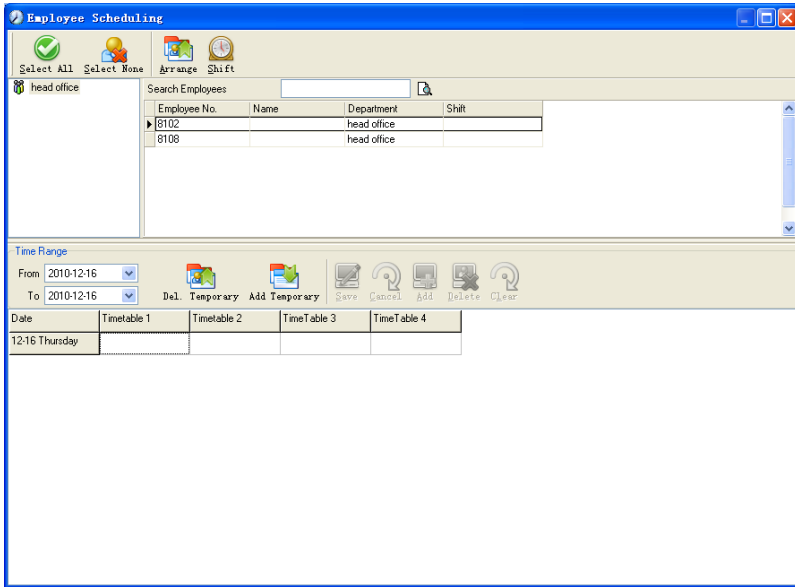 Employee Scheduling
Select All Select None Arrange Shift
head office
Search Employees
Employee No. Name Department Shift
8102 head office
8108 head office
Time Range
From 2010-12-16
To 2010-12-16
Del. Temporary Add Temporary Save Cancel Add Delete Clear
Date Timetable 1 Timetable 2 TimeTable 3 TimeTable 4
12-16 Thursday